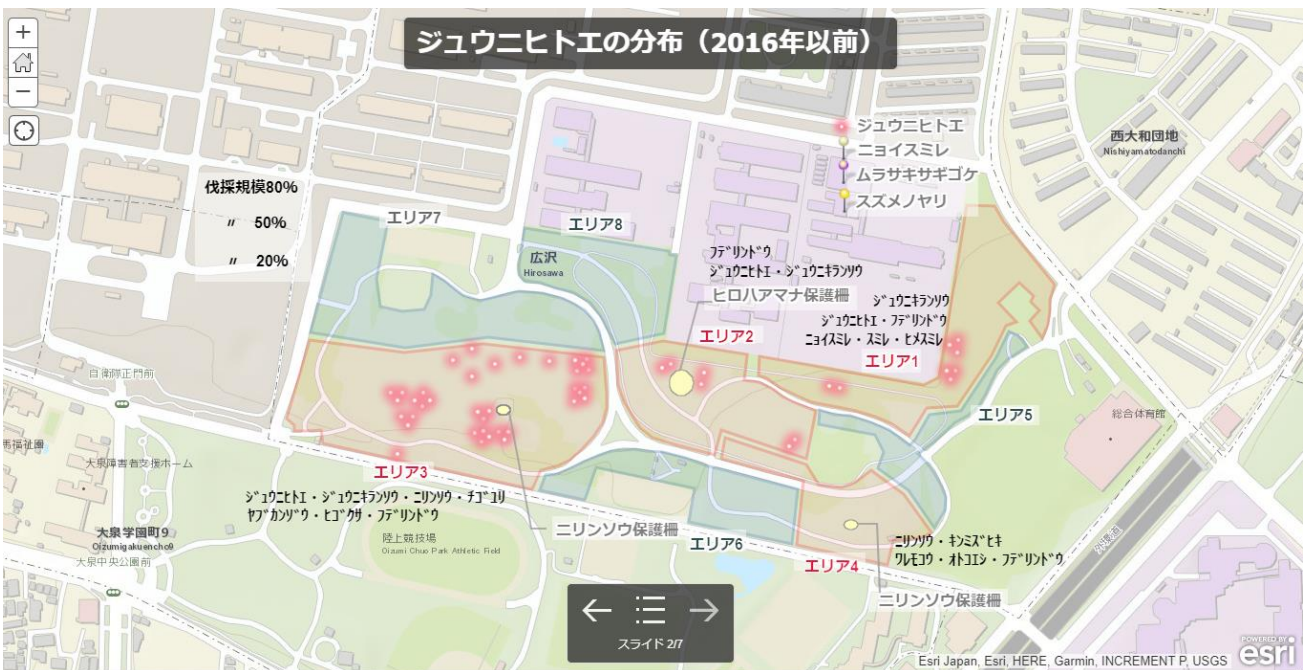 ジュウニヒトエの分布（2016年以前）
ジュウニヒトエ
ニョイスミレ
ムラサキサギゴケ
スズメノヤリ
西大和団地
Nishiyamatodanchi
伐採規模80%
〃 50%
〃 20%
エリア7
エリア8
広沢
Hirosawa
フデリンドウ
ジュウニヒトエ・ジュウニキランソウ
ヒロハアマナ保護柵
ジュウニキランソウ
ジュウニヒトエ・フデリンドウ
ニョイスミレ・スミレ・ヒメスミレ
エリア2
エリア1
自衛隊正門前
エリア5
総合体育館
大泉障害者支援ホーム
エリア3
ジュウニヒトエ・ジュウニキランソウ・ニリンソウ・チゴユリ
ヤブカンゾウ・ヒゴクサ・フデリンドウ
ニリンソウ保護柵
大泉学園町9
Oizumigakuencho9
大泉中央公園前
陸上競技場
Oizumi Chuo Park Athletic Field
エリア6
エリア4
ニリンソウ・キンミズヒキ
ワレモコウ・オトコエシ・フデリンドウ
ニリンソウ保護柵
外環道
スライド 2/7
Esri Japan, Esri, HERE, Garmin, INCREMENT P, USGS
POWERED BY
esri